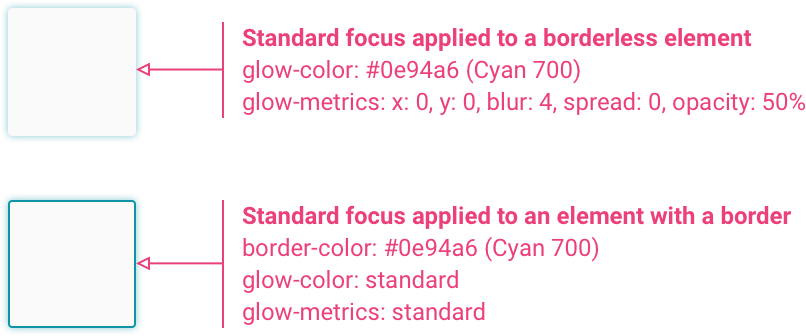 Standard focus applied to a borderless element
glow-color: #0e94a6 (Cyan 700)
glow-metrics: x: 0, y: 0, blur: 4, spread: 0, opacity: 50%
Standard focus applied to an element with a border
border-color: #0e94a6 (Cyan 700)
glow-color: standard
glow-metrics: standard